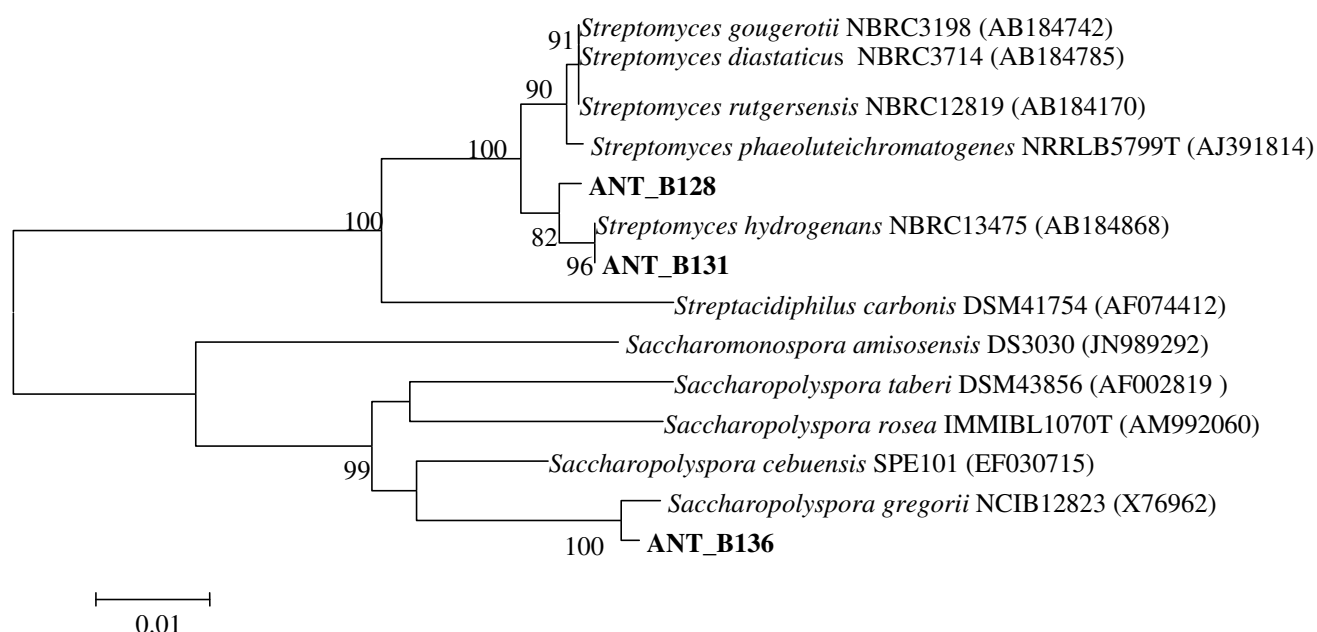 Streptomyces gougerotii NBRC3198 (AB184742)
91
Streptomyces diastaticus NBRC3714 (AB184785)
90
Streptomyces rutgersensis NBRC12819 (AB184170)
100
Streptomyces phaeoluteichromatogenes NRRLB5799T (AJ391814)
ANT_B128
100
Streptomyces hydrogenans NBRC13475 (AB184868)
82
96 ANT_B131
Streptacidiphilus carbonis DSM41754 (AF074412)
Saccharomonospora amisosensis DS3030 (JN989292)
Saccharopolyspora taberi DSM43856 (AF002819 )
Saccharopolyspora rosea IMMIBL1070T (AM992060)
99
Saccharopolyspora cebuensis SPE101 (EF030715)
Saccharopolyspora gregorii NCIB12823 (X76962)
100 ANT_B136
0.01